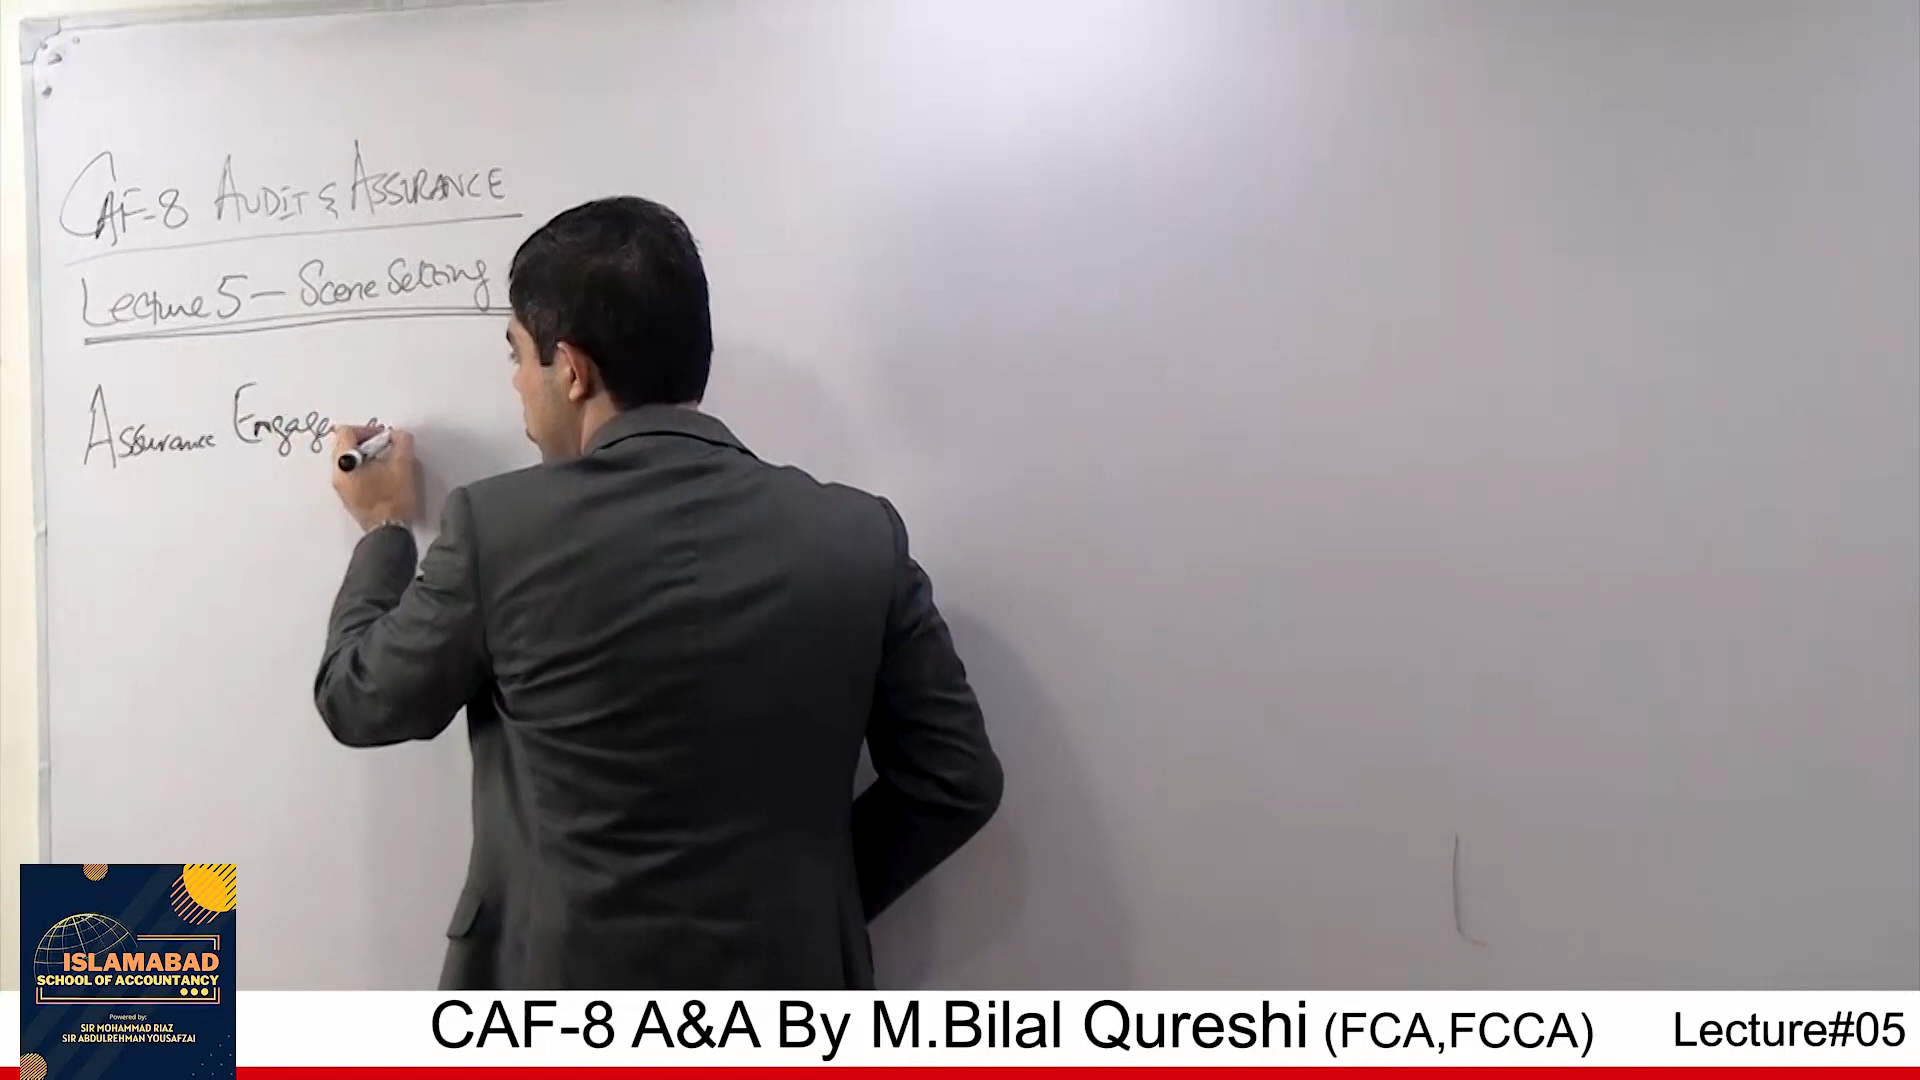 CAF-8 AUDIT & ASSURANCE
Lecture 5 - Scene Setting
Assurance Engagemen
ISLAMABAD
SCHOOL OF ACCOUNTANCY
Powered by:
SIR MOHAMMAD RIAZ
SIR ABDULREHMAN YOUSAFZAI
CAF-8 A&A By M.Bilal Qureshi (FCA,FCCA) Lecture#05